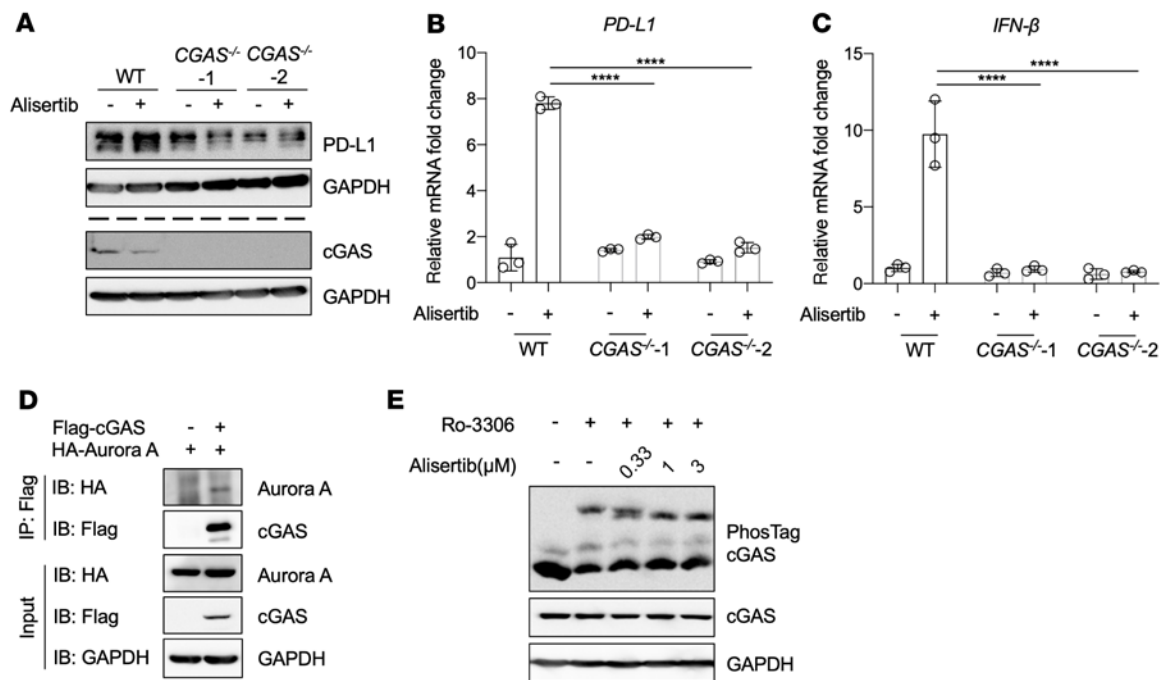 A
CGAS-/- CGAS-/-
WT -1 -2
Alisertib - + - + - +
PD-L1
GAPDH
cGAS
GAPDH
B
PD-L1
Relative mRNA fold change
10
8
6
4
2
0
Alisertib - + - + - +
WT CGAS-/--1 CGAS-/--2
**** 
****
C
IFN-β
Relative mRNA fold change
15
10
5
0
Alisertib - + - + - +
WT CGAS-/--1 CGAS-/--2
****
****
D
Flag-cGAS - +
HA-Aurora A + +
IP: Flag
IB: HA Aurora A
IB: Flag cGAS
Input
IB: HA Aurora A
IB: Flag cGAS
IB: GAPDH GAPDH
E
Ro-3306 - + + + +
Alisertib(μM) - - 0.33 1 3
PhosTag
cGAS
cGAS
GAPDH